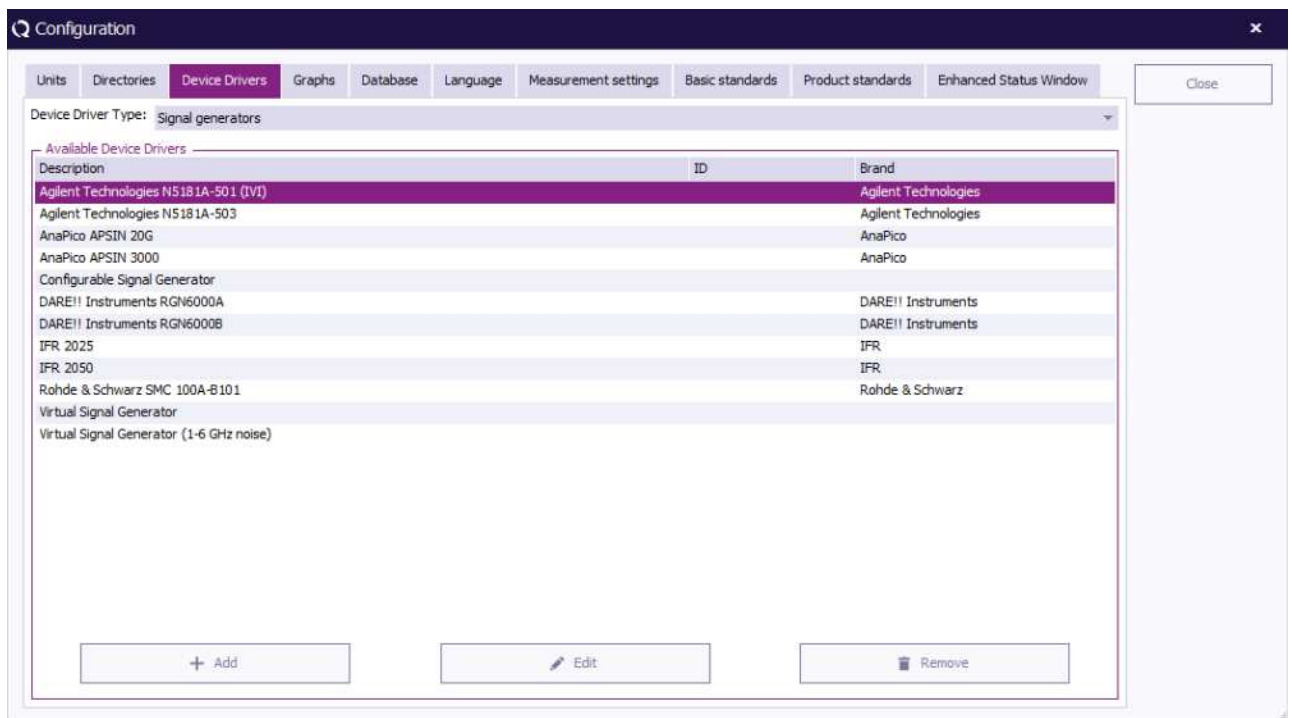 Configuration
Units Directories Device Drivers Graphs Database Language Measurement settings Basic standards Product standards Enhanced Status Window Close
Device Driver Type: Signal generators
Available Device Drivers
Description ID Brand
Agilent Technologies N5181A-501 (IVI) Agilent Technologies
Agilent Technologies N5181A-503 Agilent Technologies
AnaPico APSIN 20G AnaPico
AnaPico APSIN 3000 AnaPico
Configurable Signal Generator
DARE!! Instruments RGN6000A DARE!! Instruments
DARE!! Instruments RGN6000B DARE!! Instruments
IFR 2025 IFR
IFR 2050 IFR
Rohde & Schwarz SMC 100A-B101 Rohde & Schwarz
Virtual Signal Generator
Virtual Signal Generator (1-6 GHz noise)
Add Edit Remove